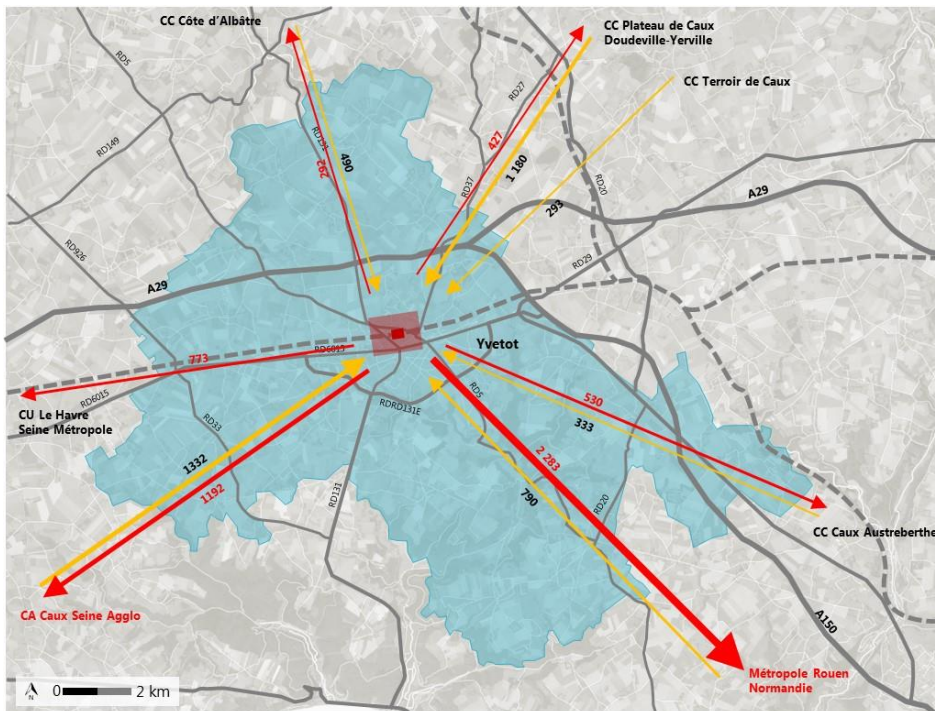 CC Côte d'Albâtre
CC Plateau de Caux
Doudeville-Yerville
CC Terroir de Caux
RD5
RD149
RD131
292
490
RD27
427
1 180
RD37
RD20
293
A29
RD29
RD926
A29
773
RD6015
RD6015
Yvetot
CU Le Havre
Seine Métropole
RD33
RDRD131E
RD5
530
333
1332
1192
RD131
2 283
790
RD20
CC Caux Austreberthe
CA Caux Seine Agglo
A150
Métropole Rouen
Normandie
N
0
2 km